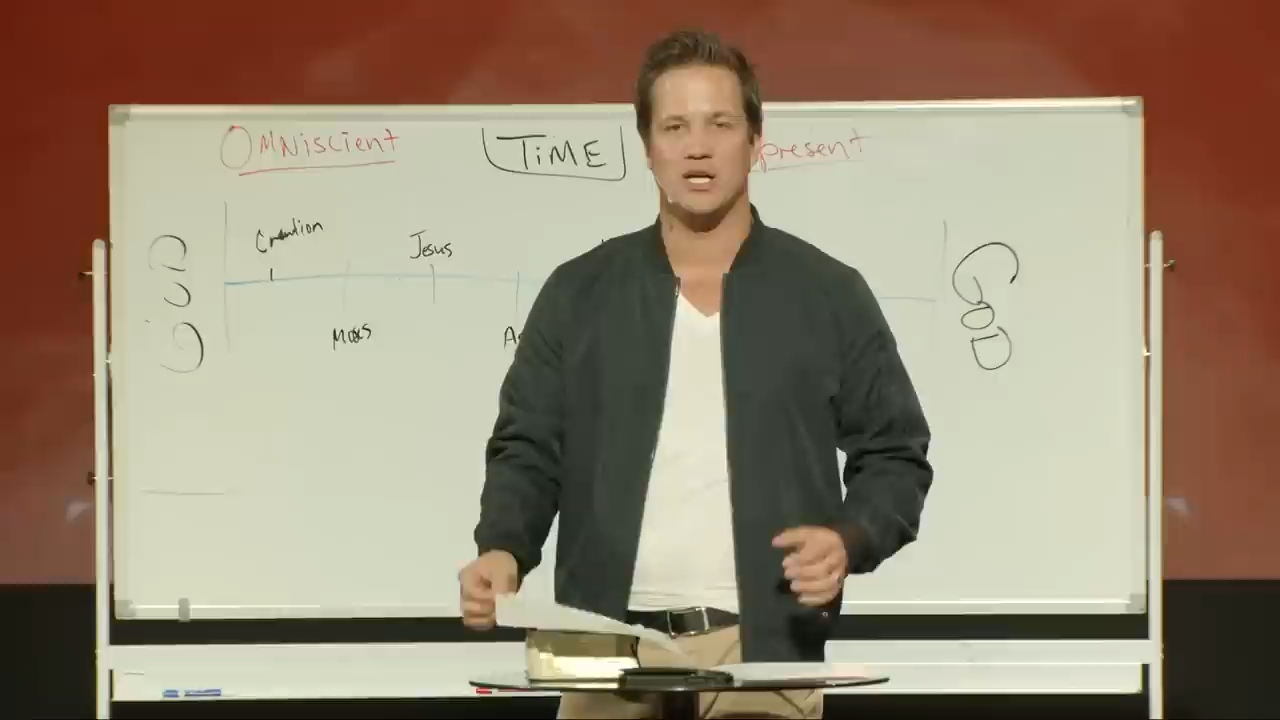 Omniscient
TiME
present
Creation
Jesus
GOD
GOD
Moses
A